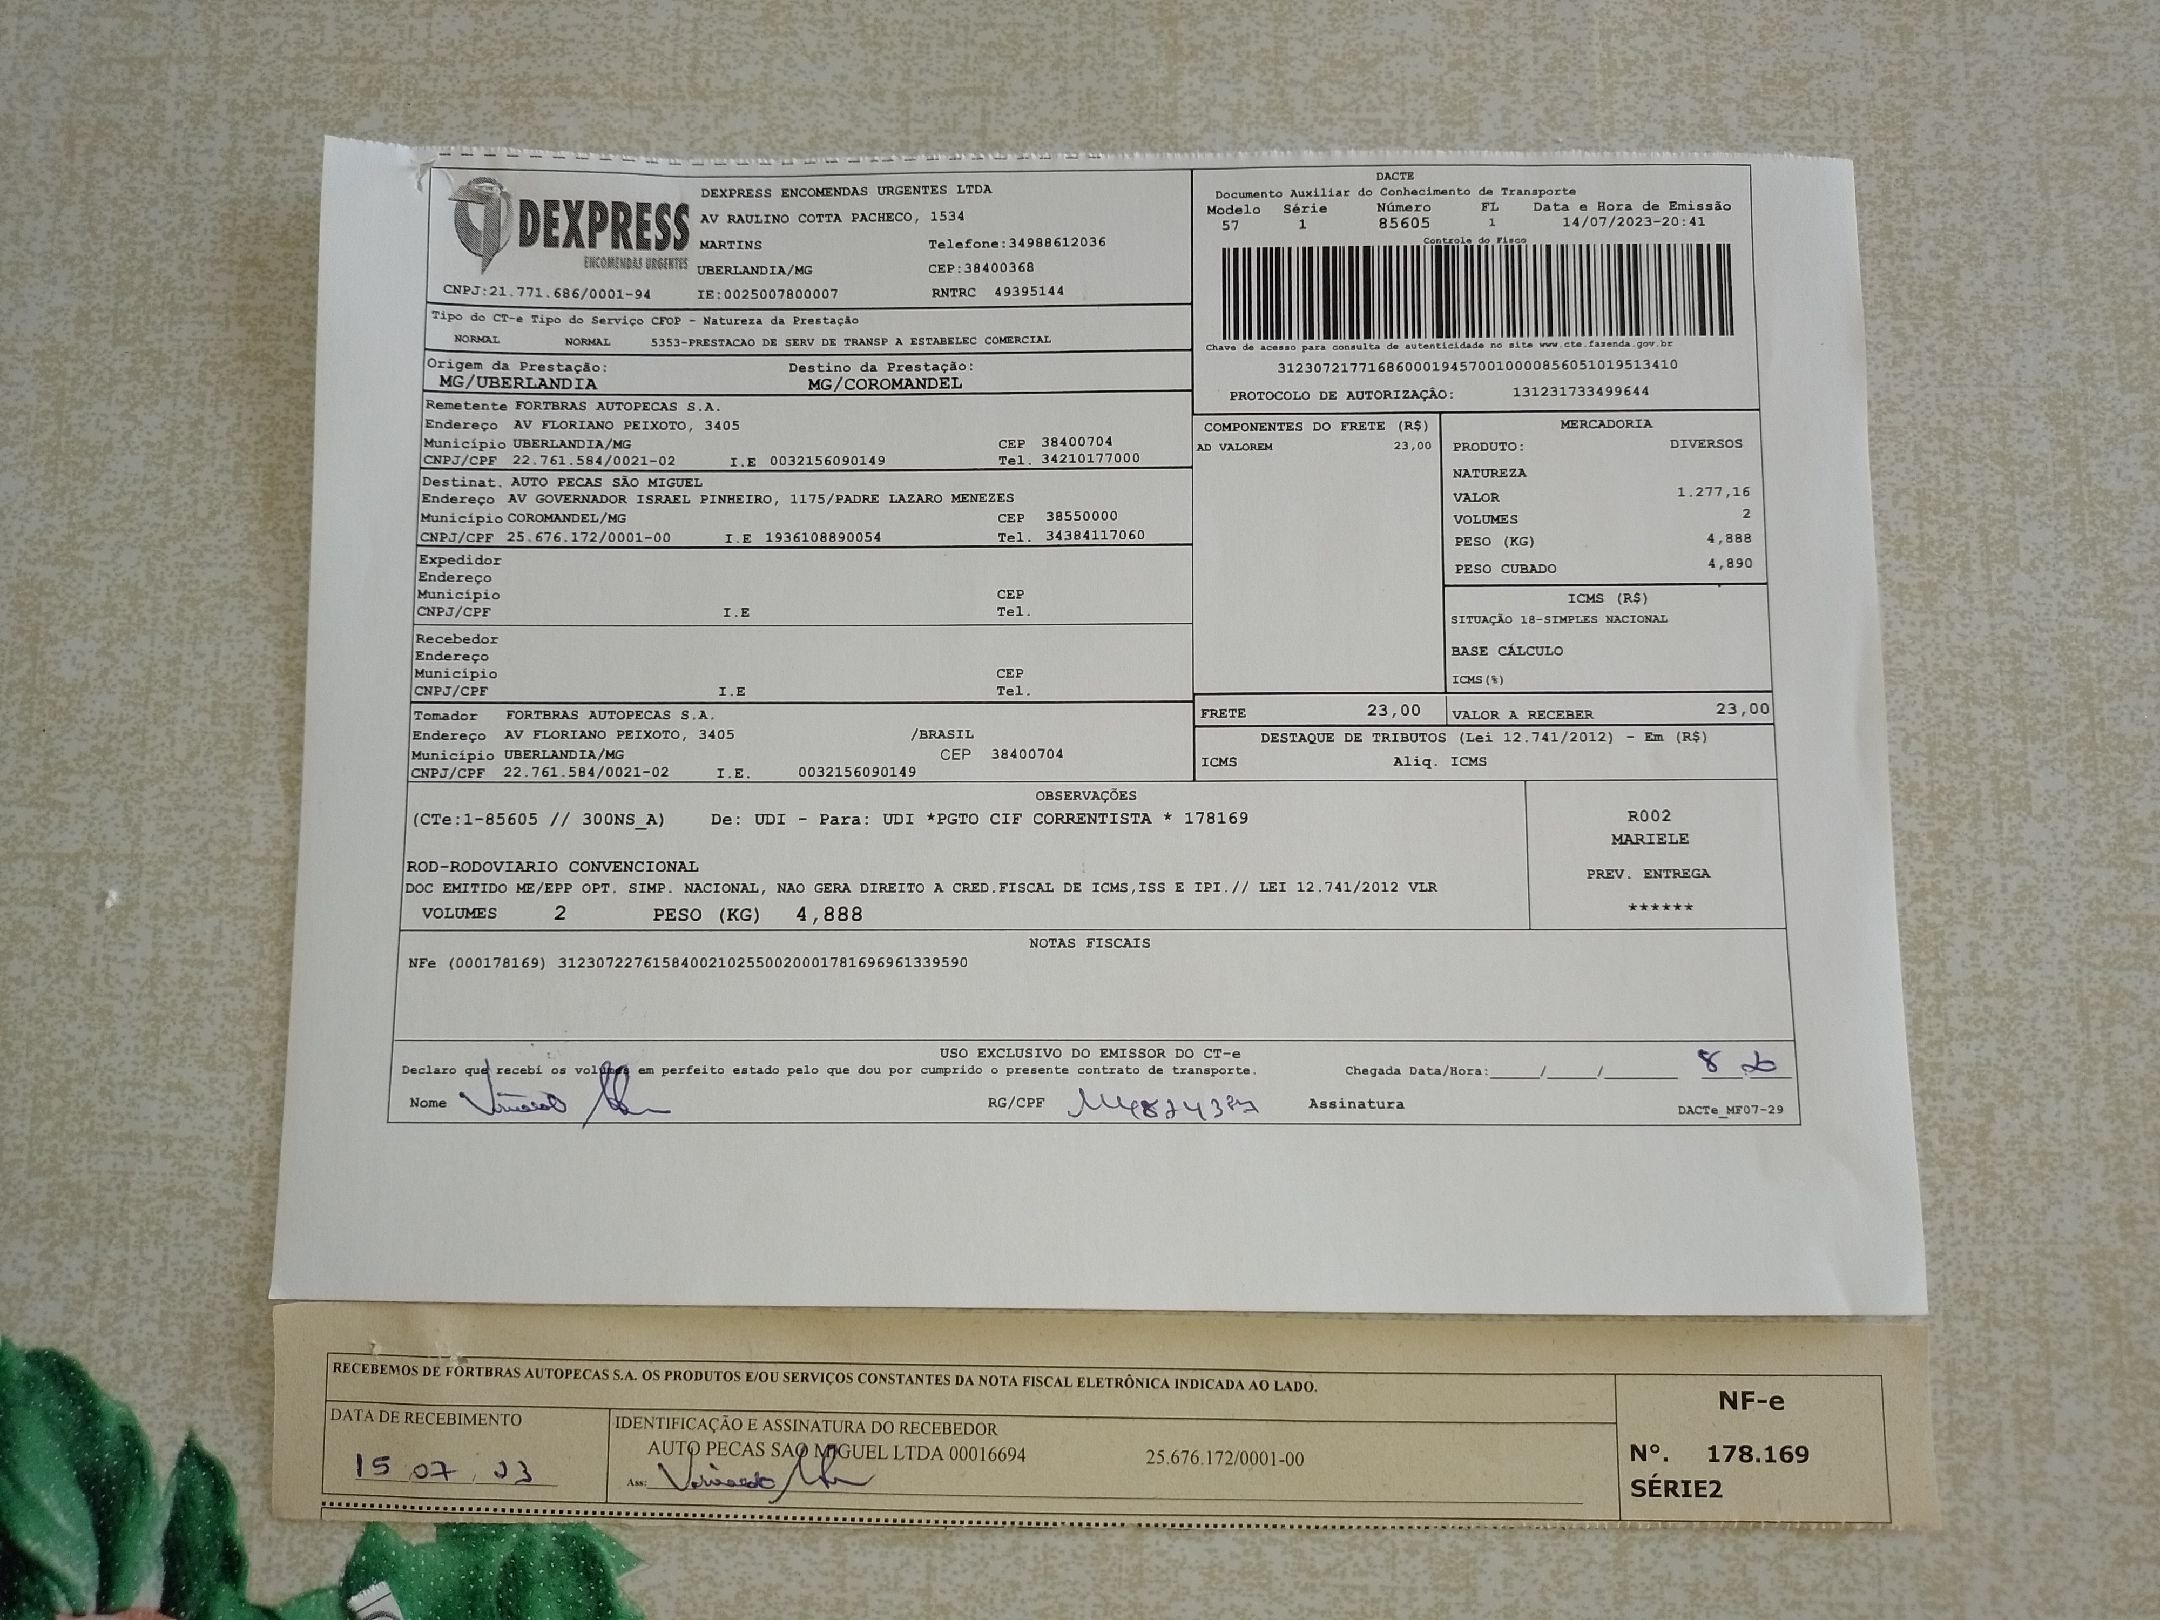 DEXPRESS
ENCOMENDAS URGENTES
DEXPRESS ENCOMENDAS URGENTES LTDA
AV RAULINO COTTA PACHECO, 1534
MARTINS Telefone:34988612036
UBERLANDIA/MG CEP:38400368
CNPJ:21.771.686/0001-94 IE:0025007800007 RNTRC 49395144
DACTE
Documento Auxiliar do Conhecimento de Transporte
Modelo Série Número FL Data e Hora de Emissão
57 1 85605 1 14/07/2023-20:41
Controle do Fisco
Chave de acesso para consulta de autenticidade no site www.cte.fazenda.gov.br
31230721771686000194570010000856051019513410
PROTOCOLO DE AUTORIZAÇÃO: 131231733499644
Tipo do CT-e Tipo do Serviço CFOP - Natureza da Prestação
NORMAL NORMAL 5353-PRESTACAO DE SERV DE TRANSP A ESTABELEC COMERCIAL
Origem da Prestação: Destino da Prestação:
MG/UBERLANDIA MG/COROMANDEL
Remetente FORTBRAS AUTOPECAS S.A.
Endereço AV FLORIANO PEIXOTO, 3405
Município UBERLANDIA/MG CEP 38400704
CNPJ/CPF 22.761.584/0021-02 I.E 0032156090149 Tel. 34210177000
Destinat. AUTO PECAS SÃO MIGUEL
Endereço AV GOVERNADOR ISRAEL PINHEIRO, 1175/PADRE LAZARO MENEZES
Município COROMANDEL/MG CEP 38550000
CNPJ/CPF 25.676.172/0001-00 I.E 1936108890054 Tel. 34384117060
Expedidor
Endereço
Município CEP
CNPJ/CPF I.E Tel.
Recebedor
Endereço
Município CEP
CNPJ/CPF I.E Tel.
Tomador FORTBRAS AUTOPECAS S.A.
Endereço AV FLORIANO PEIXOTO, 3405 /BRASIL
Município UBERLANDIA/MG CEP 38400704
CNPJ/CPF 22.761.584/0021-02 I.E. 0032156090149
COMPONENTES DO FRETE (R$)
AD VALOREM 23,00
MERCADORIA
PRODUTO: DIVERSOS
NATUREZA
VALOR 1.277,16
VOLUMES 2
PESO (KG) 4,888
PESO CUBADO 4,890
ICMS (R$)
SITUAÇÃO 18-SIMPLES NACIONAL
BASE CÁLCULO
ICMS(%)
FRETE 23,00 VALOR A RECEBER 23,00
DESTAQUE DE TRIBUTOS (Lei 12.741/2012) - Em (R$)
ICMS Aliq. ICMS
OBSERVAÇÕES
(CTe:1-85605 // 300NS_A) De: UDI - Para: UDI *PGTO CIF CORRENTISTA * 178169
ROD-RODOVIARIO CONVENCIONAL
DOC EMITIDO ME/EPP OPT. SIMP. NACIONAL, NAO GERA DIREITO A CRED.FISCAL DE ICMS,ISS E IPI.// LEI 12.741/2012 VLR
VOLUMES 2 PESO (KG) 4,888
R002
MARIELE
PREV. ENTREGA
******
NOTAS FISCAIS
NFe (000178169) 31230722761584002102550020001781696961339590
USO EXCLUSIVO DO EMISSOR DO CT-e
Declaro que recebi os volumes em perfeito estado pelo que dou por cumprido o presente contrato de transporte. Chegada Data/Hora:____/____/______
Nome RG/CPF Assinatura DACTe_MF07-29
RECEBEMOS DE FORTBRAS AUTOPECAS S.A. OS PRODUTOS E/OU SERVIÇOS CONSTANTES DA NOTA FISCAL ELETRÔNICA INDICADA AO LADO.
DATA DE RECEBIMENTO
15 07 23
IDENTIFICAÇÃO E ASSINATURA DO RECEBEDOR
AUTO PECAS SAO MIGUEL LTDA 00016694 25.676.172/0001-00
Ass:
NF-e
Nº. 178.169
SÉRIE2